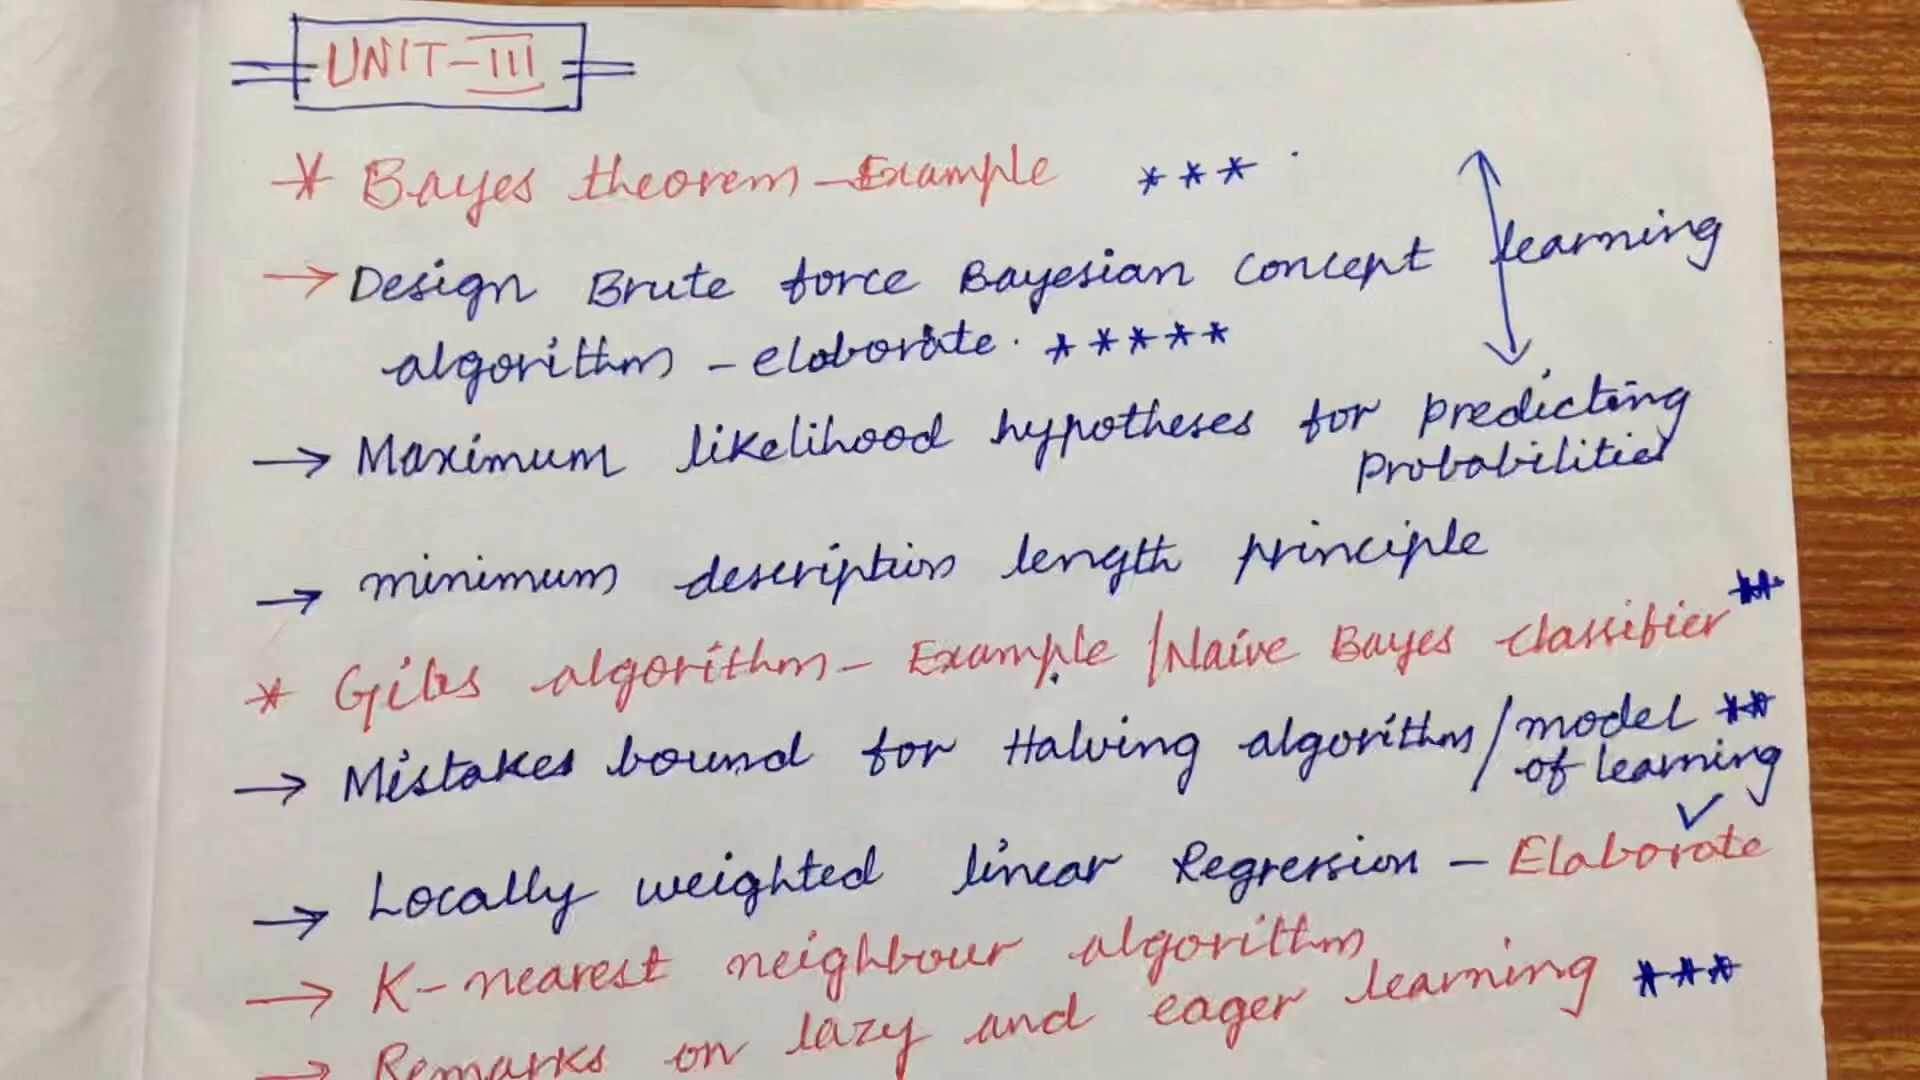 UNIT-III
* Bayes theorem - Example ***
→ Design Brute force Bayesian concept learning
algorithm - elaborate. *****
→ Maximum likelihood hypotheses for predicting
probabilities
→ minimum description length principle
* Gibs algorithm - Example / Naive Bayes classifier **
→ Mistakes bound for Halving algorithm / model **
of learning
→ Locally weighted linear Regression - Elaborate ✓
→ K-nearest neighbour algorithm
→ Remarks on lazy and eager learning ***